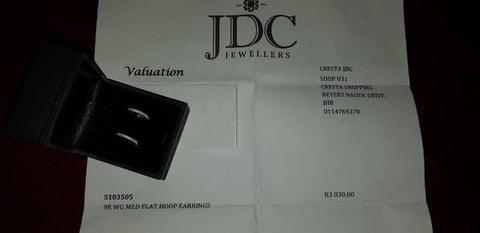 JDC
JEWELLERS
Valuation
CRESTA JDC
SHOP U31
CRESTA SHOPPING
BEYERS NAUDE DRIVE
JHB
0114769270
5103505
R3 030.00
9K WG MED FLAT HOOP EARRINGS